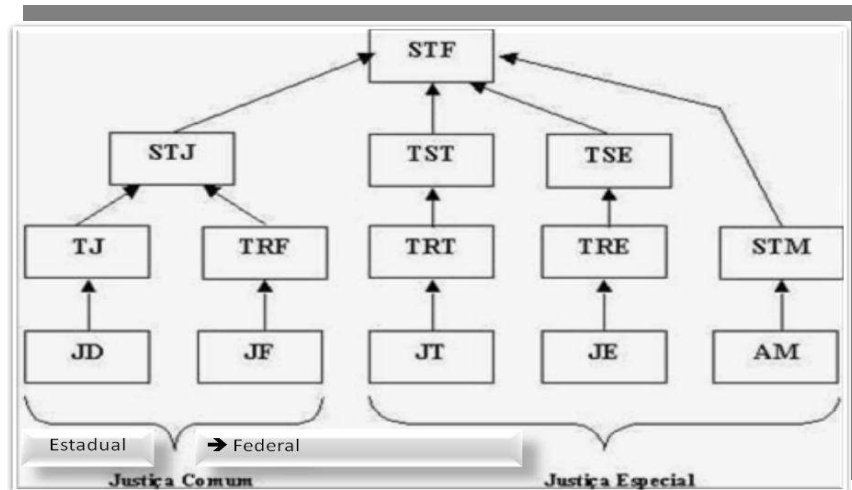 STF
STJ TST TSE
TJ TRF TRT TRE STM
JD JF JT JE AM
Estadual ➔ Federal
Justiça Comum Justiça Especial